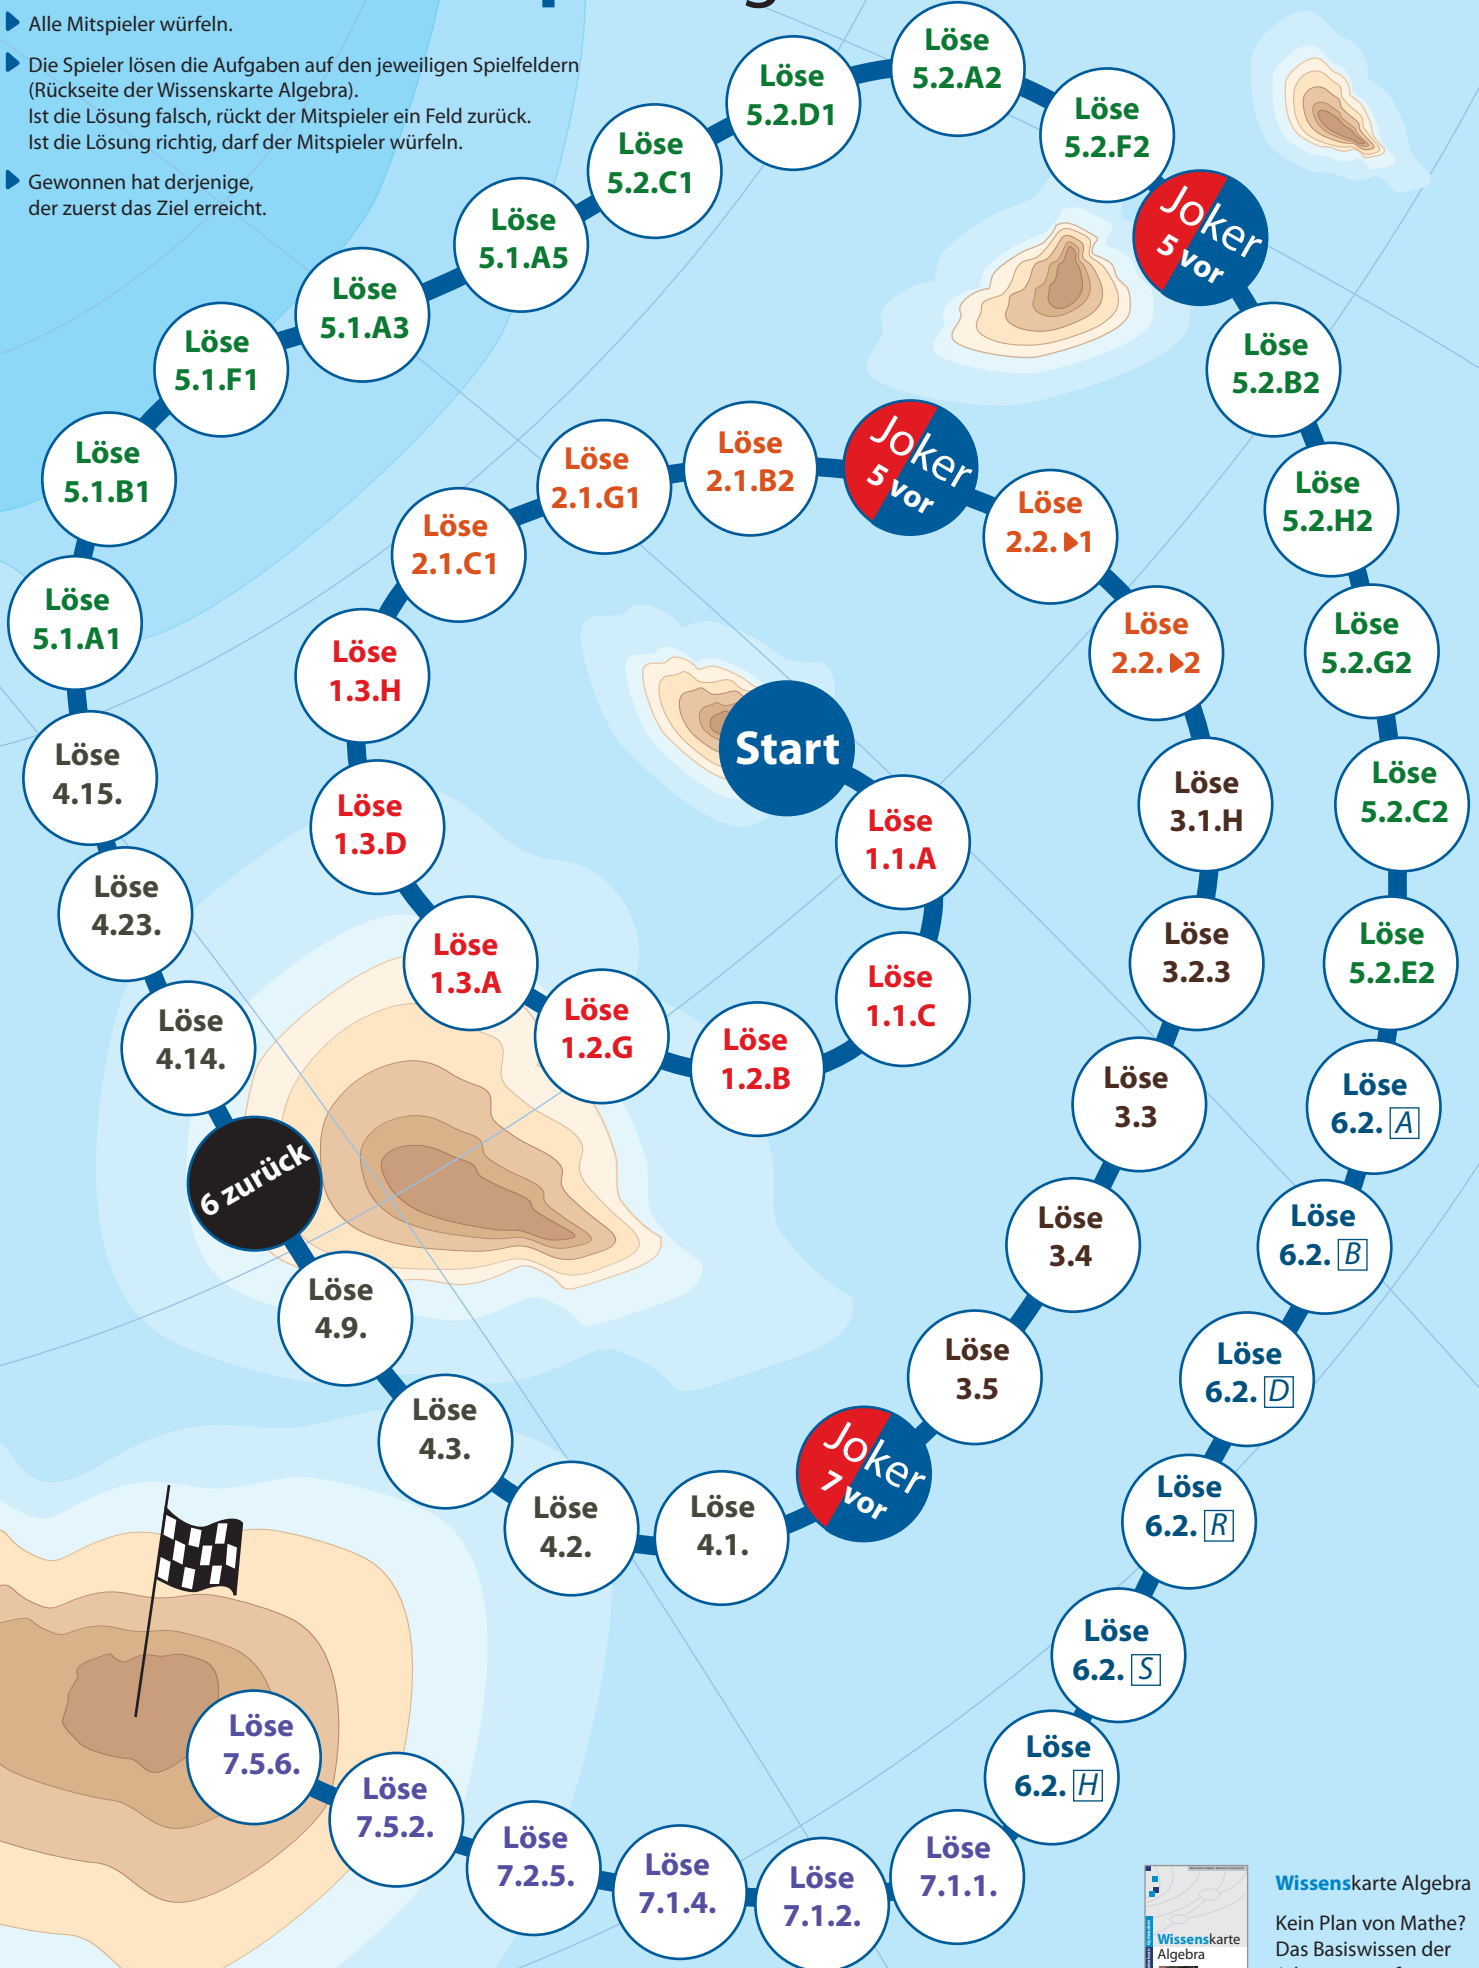 Alle Mitspieler würfeln.
Die Spieler lösen die Aufgaben auf den jeweiligen Spielfeldern
(Rückseite der Wissenskarte Algebra).
Ist die Lösung falsch, rückt der Mitspieler ein Feld zurück.
Ist die Lösung richtig, darf der Mitspieler würfeln.
Gewonnen hat derjenige,
der zuerst das Ziel erreicht.
Start
Löse
1.1.A
Löse
1.1.C
Löse
1.2.B
Löse
1.2.G
Löse
1.3.A
Löse
1.3.D
Löse
1.3.H
Löse
2.1.C1
Löse
2.1.G1
Löse
2.1.B2
Joker
5 vor
Löse
2.2. ▶1
Löse
2.2. ▶2
Löse
3.1.H
Löse
3.2.3
Löse
3.3
Löse
3.4
Löse
3.5
Joker
7 vor
Löse
4.1.
Löse
4.2.
Löse
4.3.
Löse
4.9.
6 zurück
Löse
4.14.
Löse
4.23.
Löse
4.15.
Löse
5.1.A1
Löse
5.1.B1
Löse
5.1.F1
Löse
5.1.A3
Löse
5.1.A5
Löse
5.2.C1
Löse
5.2.D1
Löse
5.2.A2
Löse
5.2.F2
Joker
5 vor
Löse
5.2.B2
Löse
5.2.H2
Löse
5.2.G2
Löse
5.2.C2
Löse
5.2.E2
Löse
6.2. A
Löse
6.2. B
Löse
6.2. D
Löse
6.2. R
Löse
6.2. S
Löse
6.2. H
Löse
7.1.1.
Löse
7.1.2.
Löse
7.1.4.
Löse
7.2.5.
Löse
7.5.2.
Löse
7.5.6.
Wissenskarte
Algebra
Wissenskarte Algebra
Kein Plan von Mathe?
Das Basiswissen der